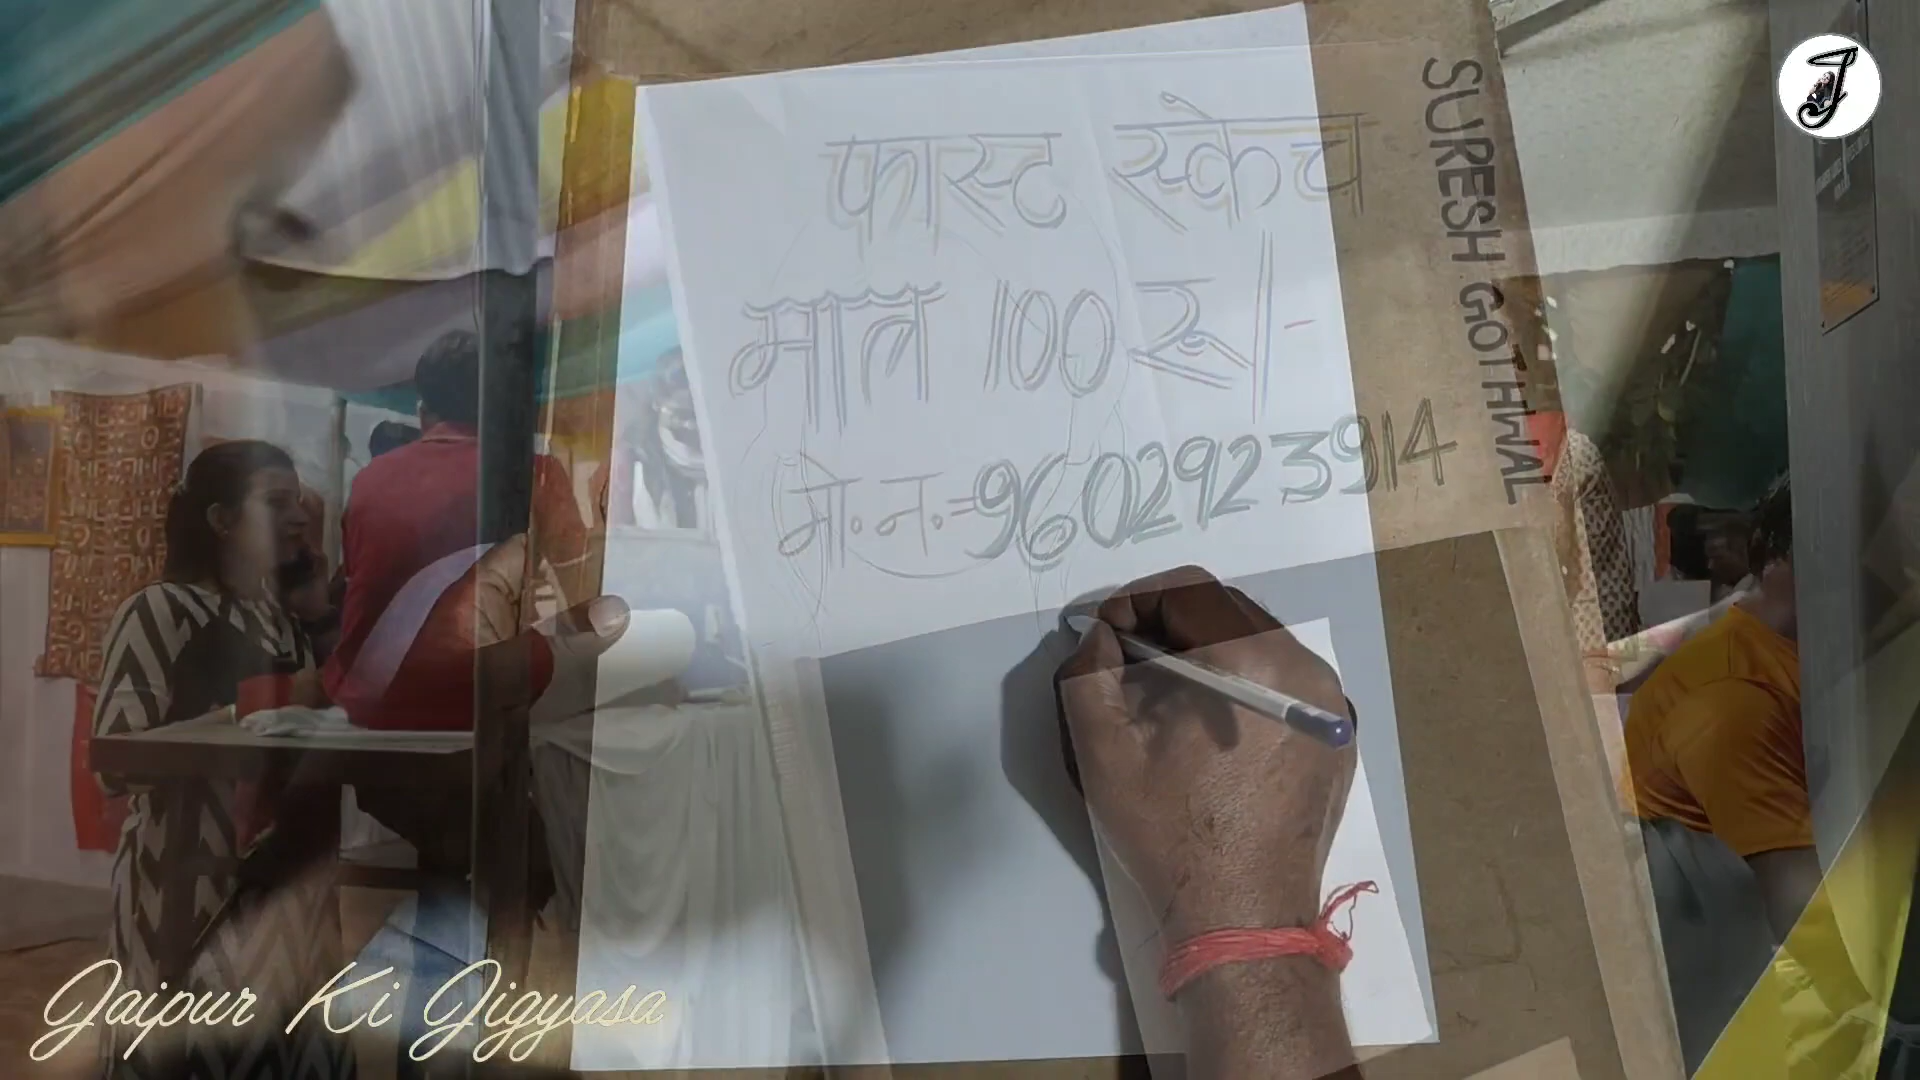 फास्ट स्केच
मात्र 100 रू/-
मो.न.-9602923914
SURESH GOTHWAL
Jaipur Ki Jigyasa